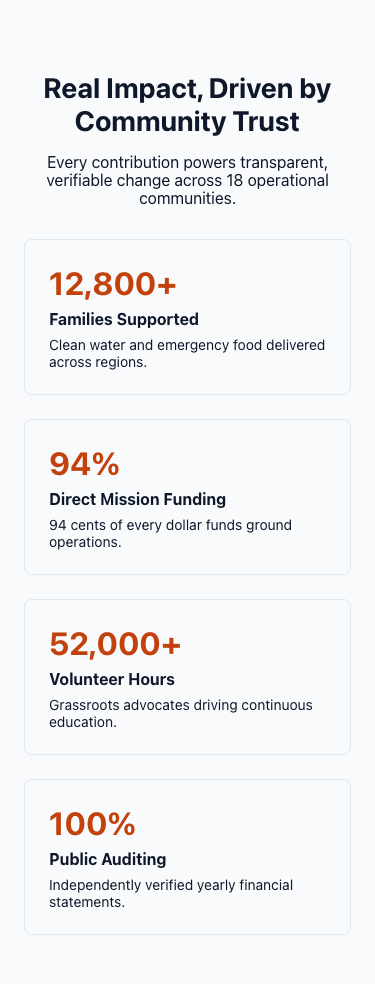 Real Impact, Driven by
Community Trust
Every contribution powers transparent,
verifiable change across 18 operational
communities.
12,800+
Families Supported
Clean water and emergency food delivered
across regions.
94%
Direct Mission Funding
94 cents of every dollar funds ground
operations.
52,000+
Volunteer Hours
Grassroots advocates driving continuous
education.
100%
Public Auditing
Independently verified yearly financial
statements.